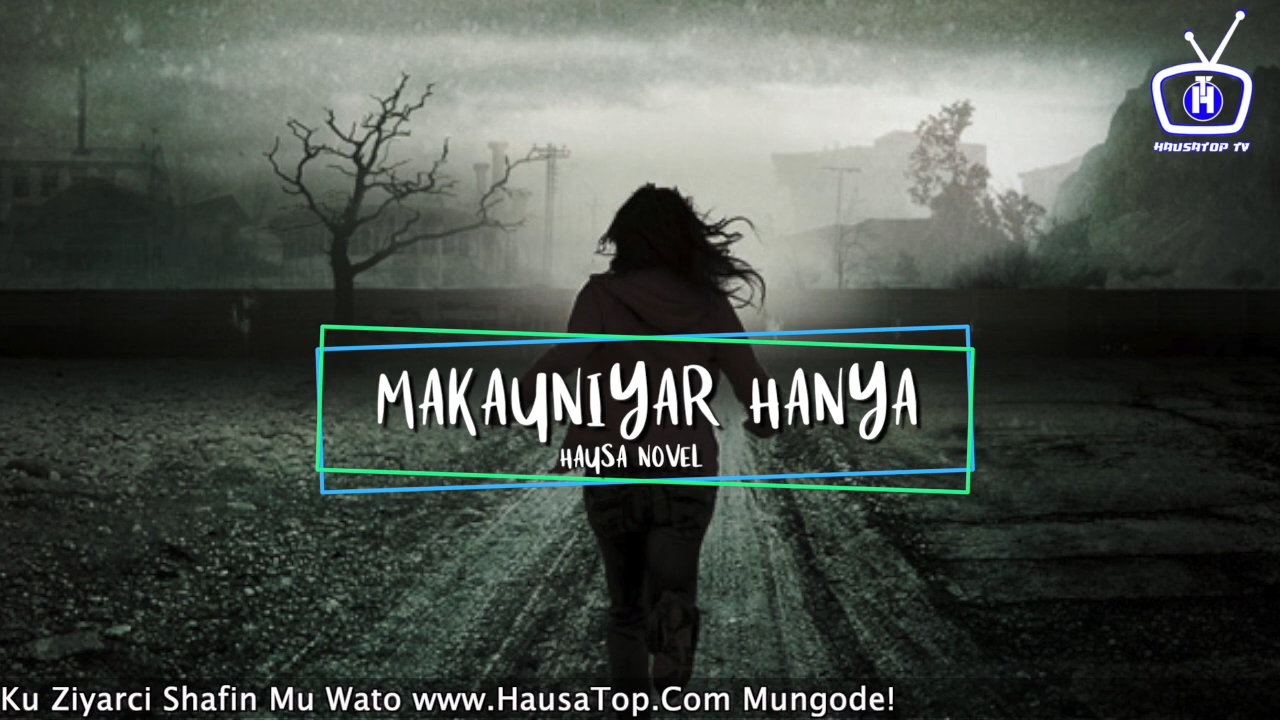 HAUSATOP TV
MAKAUNIYAR HANYA
HAUSA NOVEL
Ku Ziyarci Shafin Mu Wato www.HausaTop.Com Mungode!